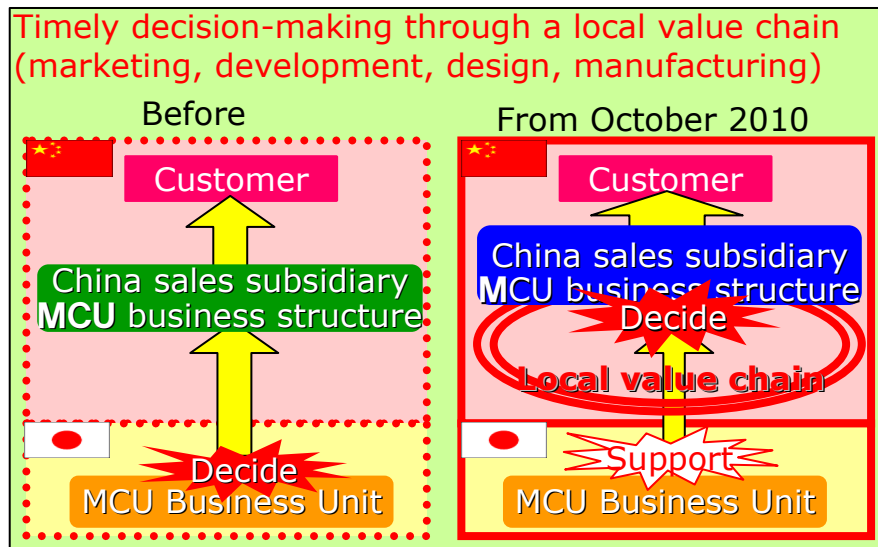 Timely decision-making through a local value chain
(marketing, development, design, manufacturing)
Before
Customer
China sales subsidiary
MCU business structure
Decide
MCU Business Unit
From October 2010
Customer
China sales subsidiary
MCU business structure
Decide
Local value chain
Support
MCU Business Unit